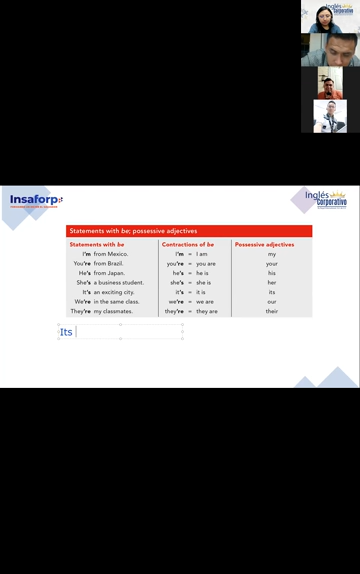 Inglés
Corporativo
Insaforp
Inglés
Corporativo
Statements with be; possessive adjectives
Statements with be Contractions of be Possessive adjectives
I'm from Mexico. I'm = I am my
You're from Brazil. you're = you are your
He's from Japan. he's = he is his
She's a business student. she's = she is her
It's an exciting city. it's = it is its
We're in the same class. we're = we are our
They're my classmates. they're = they are their
Its